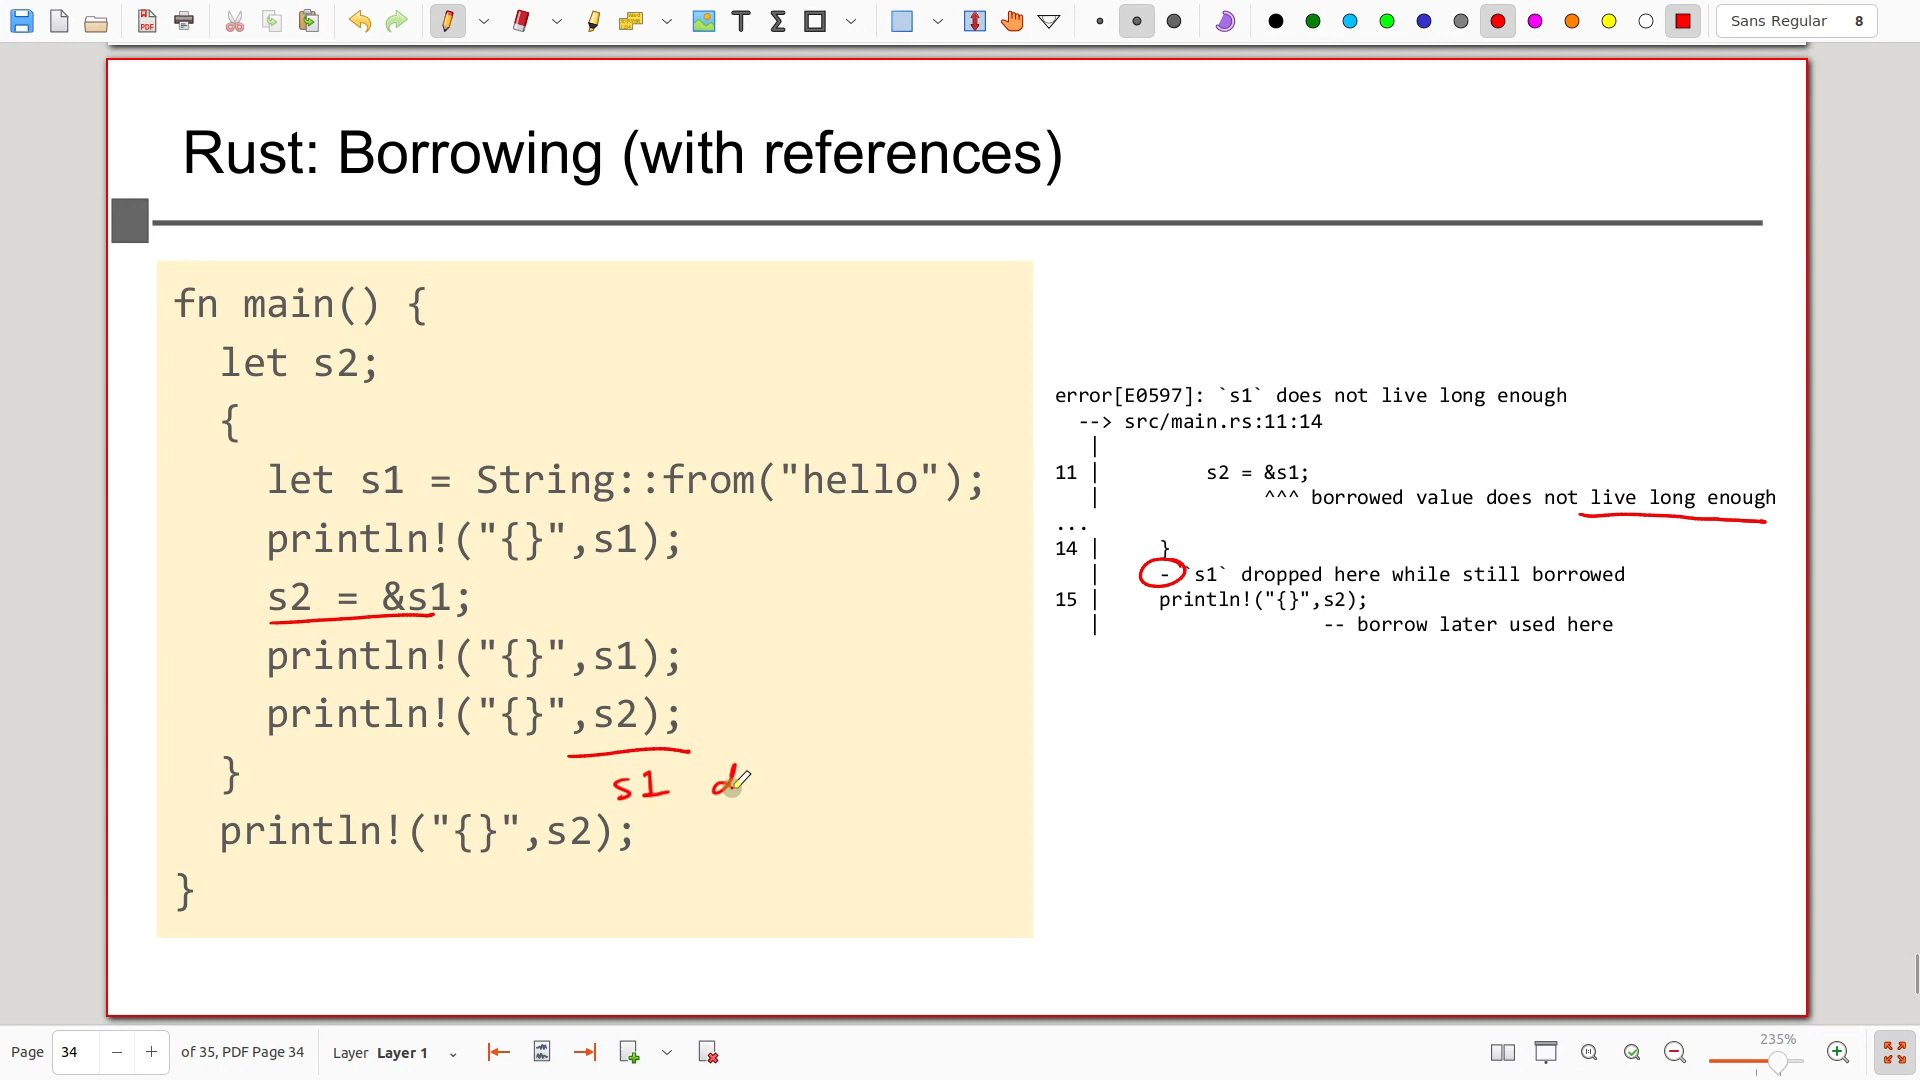 Sans Regular 8
Rust: Borrowing (with references)
fn main() {
let s2;
{
let s1 = String::from("hello");
println!("{}",s1);
s2 = &s1;
println!("{}",s1);
println!("{}",s2);
s1 d
}
println!("{}",s2);
}
error[E0597]: `s1` does not live long enough
--> src/main.rs:11:14
|
11 | s2 = &s1;
| ^^^ borrowed value does not live long enough
...
14 | }
| - `s1` dropped here while still borrowed
15 | println!("{}",s2);
| -- borrow later used here
Page 34 of 35, PDF Page 34 Layer Layer 1 235%